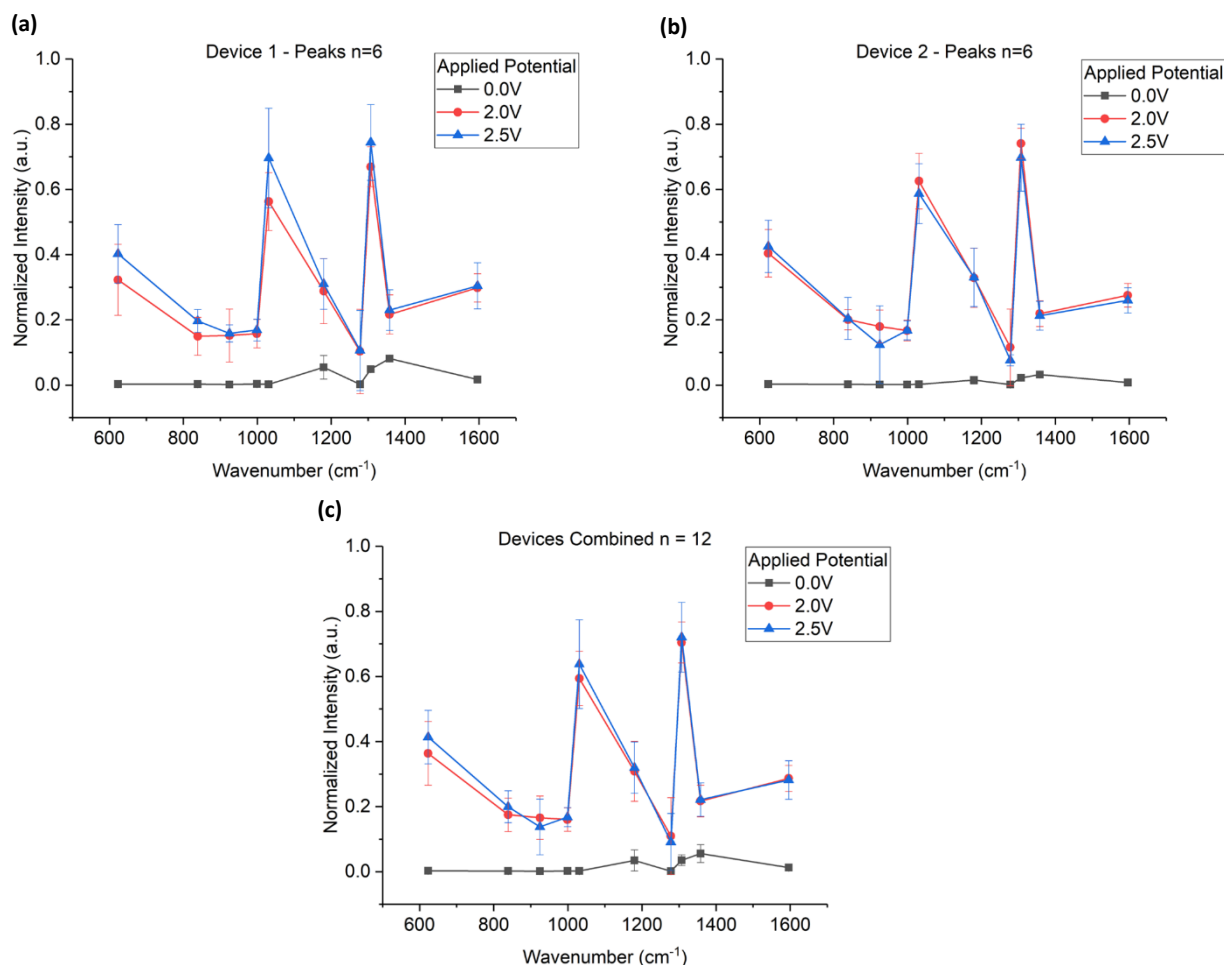 (a)
Device 1 - Peaks n=6
Applied Potential
0.0V
2.0V
2.5V
Normalized Intensity (a.u.)
1.0
0.8
0.6
0.4
0.2
0.0
600 800 1000 1200 1400 1600
Wavenumber (cm⁻¹)
(b)
Device 2 - Peaks n=6
Applied Potential
0.0V
2.0V
2.5V
Normalized Intensity (a.u.)
1.0
0.8
0.6
0.4
0.2
0.0
600 800 1000 1200 1400 1600
Wavenumber (cm⁻¹)
(c)
Devices Combined n = 12
Applied Potential
0.0V
2.0V
2.5V
Normalized Intensity (a.u.)
1.0
0.8
0.6
0.4
0.2
0.0
600 800 1000 1200 1400 1600
Wavenumber (cm⁻¹)